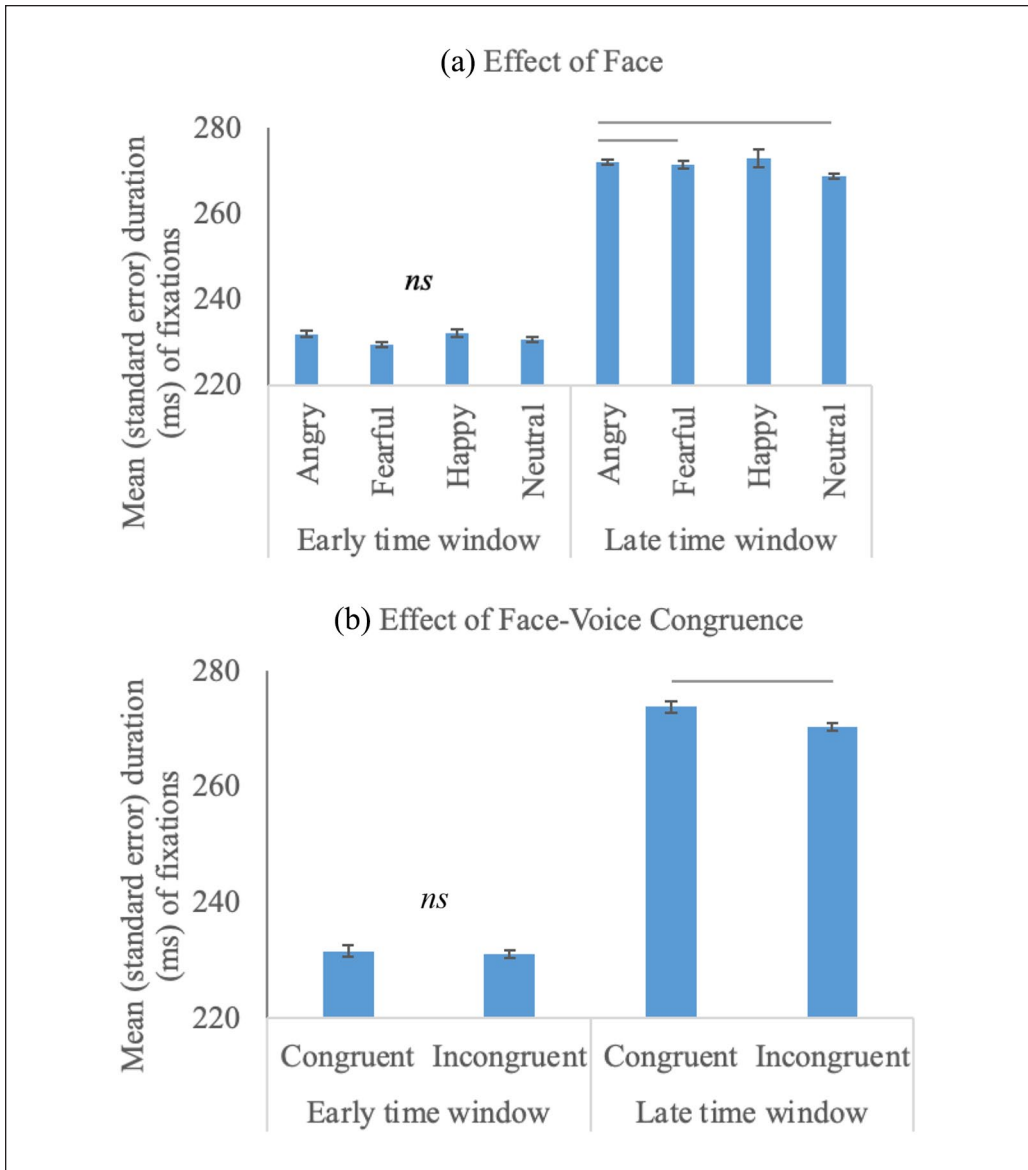 (a) Effect of Face
Mean (standard error) duration
(ms) of fixations
280
260
240
220
ns
Angry
Fearful
Happy
Neutral
Angry
Fearful
Happy
Neutral
Early time window
Late time window
(b) Effect of Face-Voice Congruence
Mean (standard error) duration
(ms) of fixations
280
260
240
220
ns
Congruent
Incongruent
Congruent
Incongruent
Early time window
Late time window